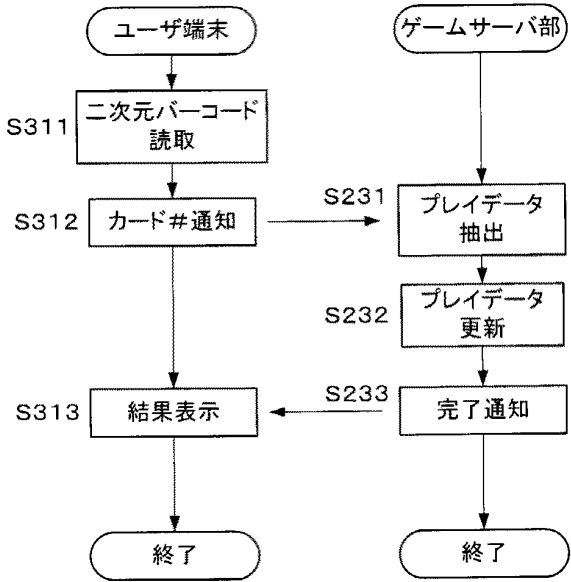 ユーザ端末
ゲームサーバ部
S311
二次元バーコード
読取
S312
カード＃通知
S231
プレイデータ
抽出
S232
プレイデータ
更新
S313
結果表示
S233
完了通知
終了
終了